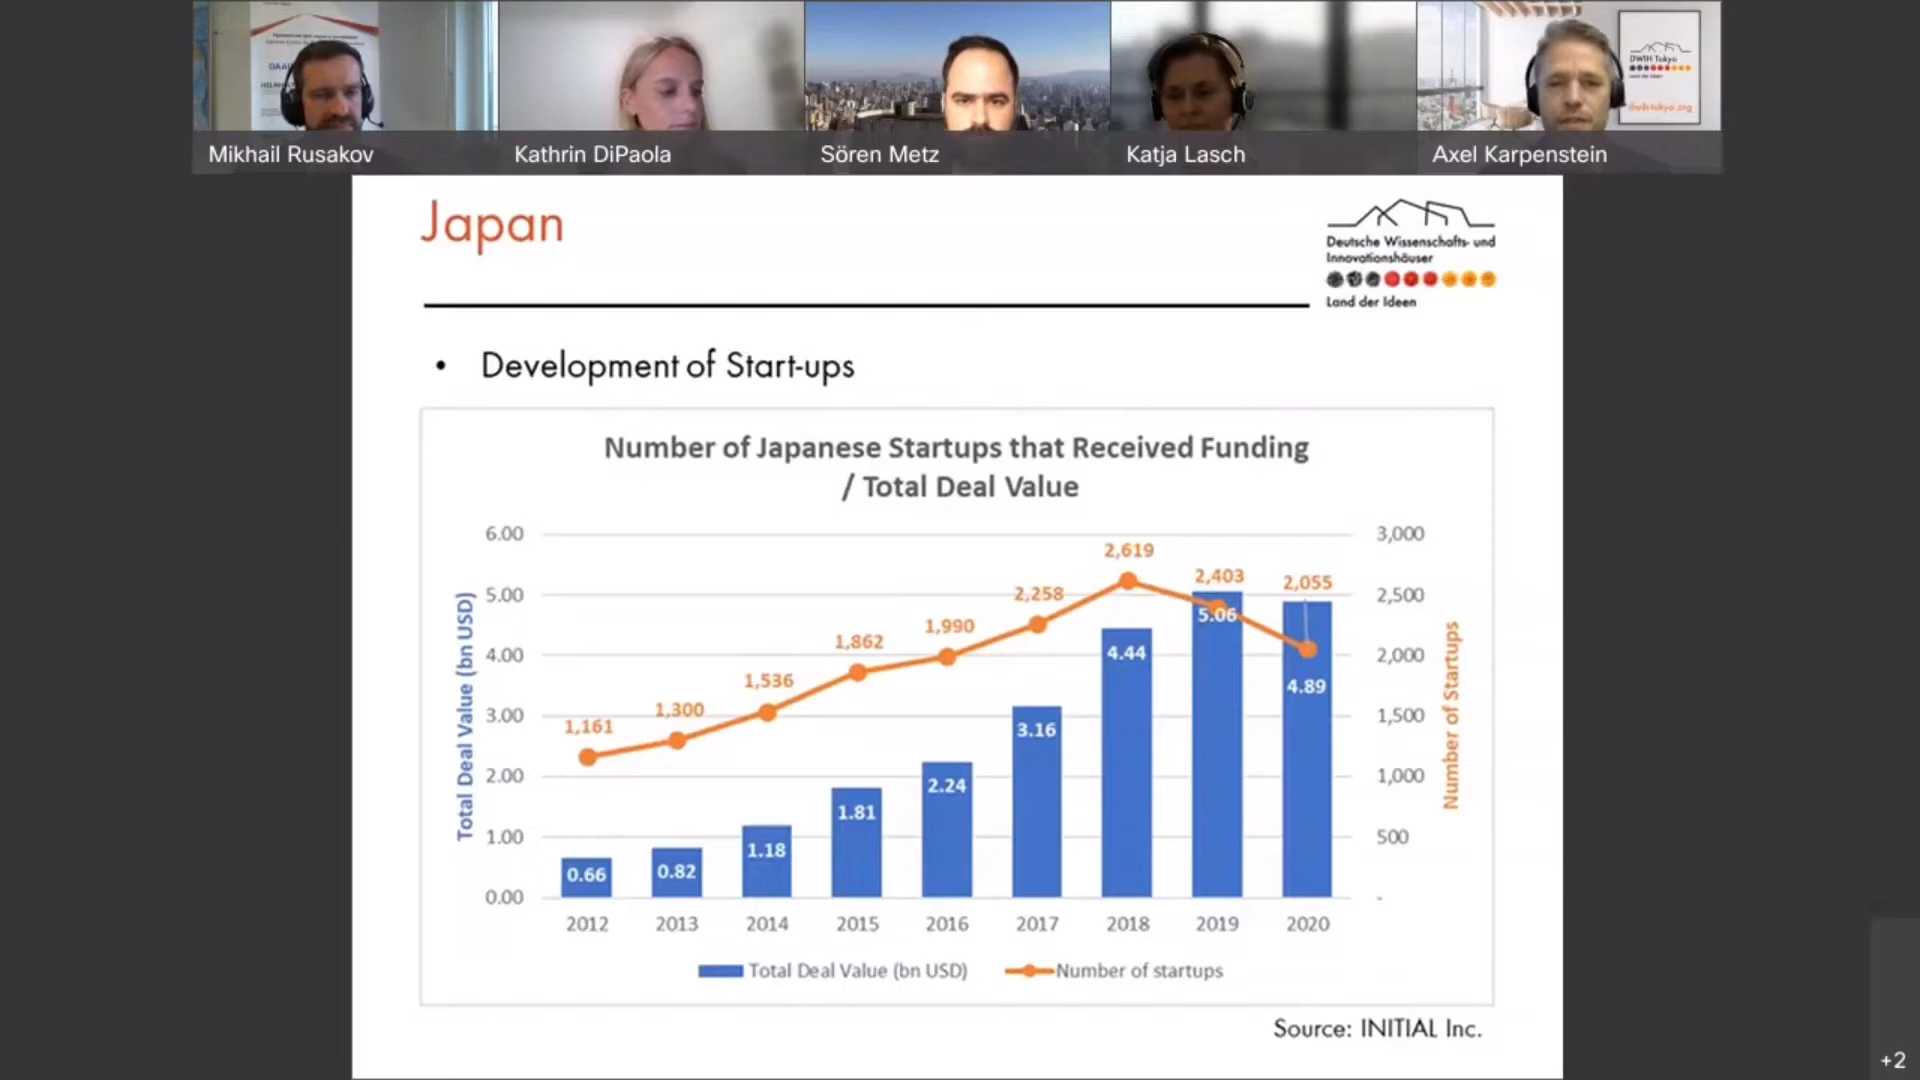 DWIH Tokyo
Mikhail Rusakov
Kathrin DiPaola
Sören Metz
Katja Lasch
Axel Karpenstein
Japan
Deutsche Wissenschafts- und
Innovationshäuser
Land der Ideen
• Development of Start-ups
Number of Japanese Startups that Received Funding
/ Total Deal Value
Total Deal Value (bn USD)
6.00
5.00
4.00
3.00
2.00
1.00
0.00
3,000
2,500
2,000
1,500
1,000
500
-
Number of Startups
1,161
1,300
1,536
1,862
1,990
2,258
2,619
2,403
2,055
0.66
0.82
1.18
1.81
2.24
3.16
4.44
5.06
4.89
2012 2013 2014 2015 2016 2017 2018 2019 2020
Total Deal Value (bn USD) Number of startups
Source: INITIAL Inc.
+2